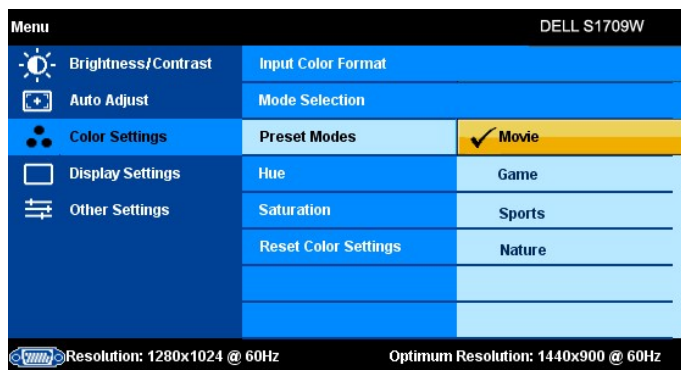 Menu DELL S1709W
Brightness/Contrast Input Color Format
Auto Adjust Mode Selection
Color Settings Preset Modes Movie
Display Settings Hue Game
Other Settings Saturation Sports
Reset Color Settings Nature
Resolution: 1280x1024 @ 60Hz Optimum Resolution: 1440x900 @ 60Hz